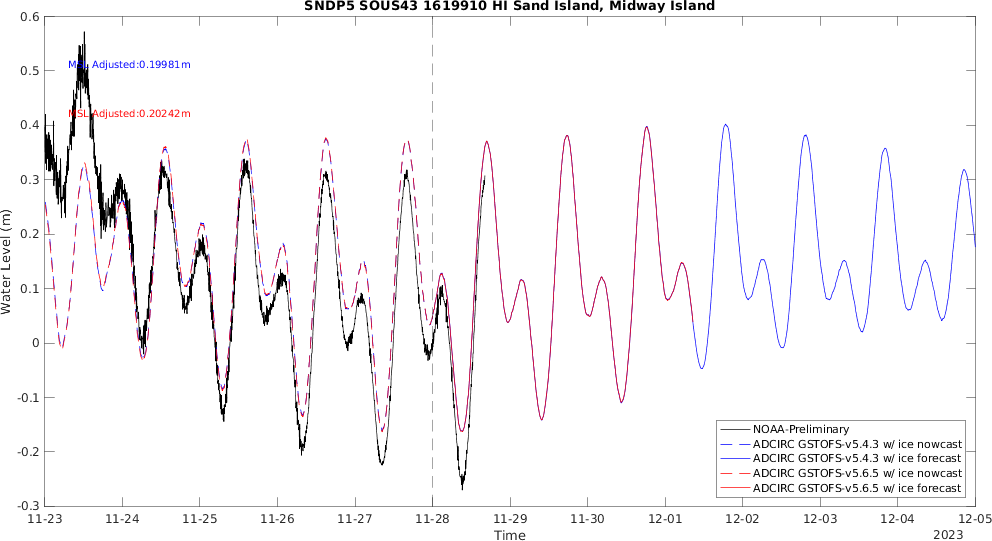 SNDP5 SOUS43 1619910 HI Sand Island, Midway Island
0.6
0.5
0.4
0.3
0.2
0.1
0
-0.1
-0.2
-0.3
Water Level (m)
MSL Adjusted:0.19981m
MSL Adjusted:0.20242m
NOAA-Preliminary
ADCIRC GSTOFS-v5.4.3 w/ ice nowcast
ADCIRC GSTOFS-v5.4.3 w/ ice forecast
ADCIRC GSTOFS-v5.6.5 w/ ice nowcast
ADCIRC GSTOFS-v5.6.5 w/ ice forecast
11-23 11-24 11-25 11-26 11-27 11-28 11-29 11-30 12-01 12-02 12-03 12-04 12-05
Time
2023